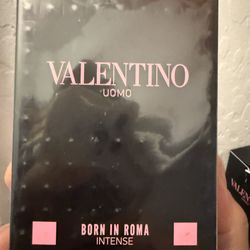 VALENTINO
UOMO
BORN IN ROMA
INTENSE